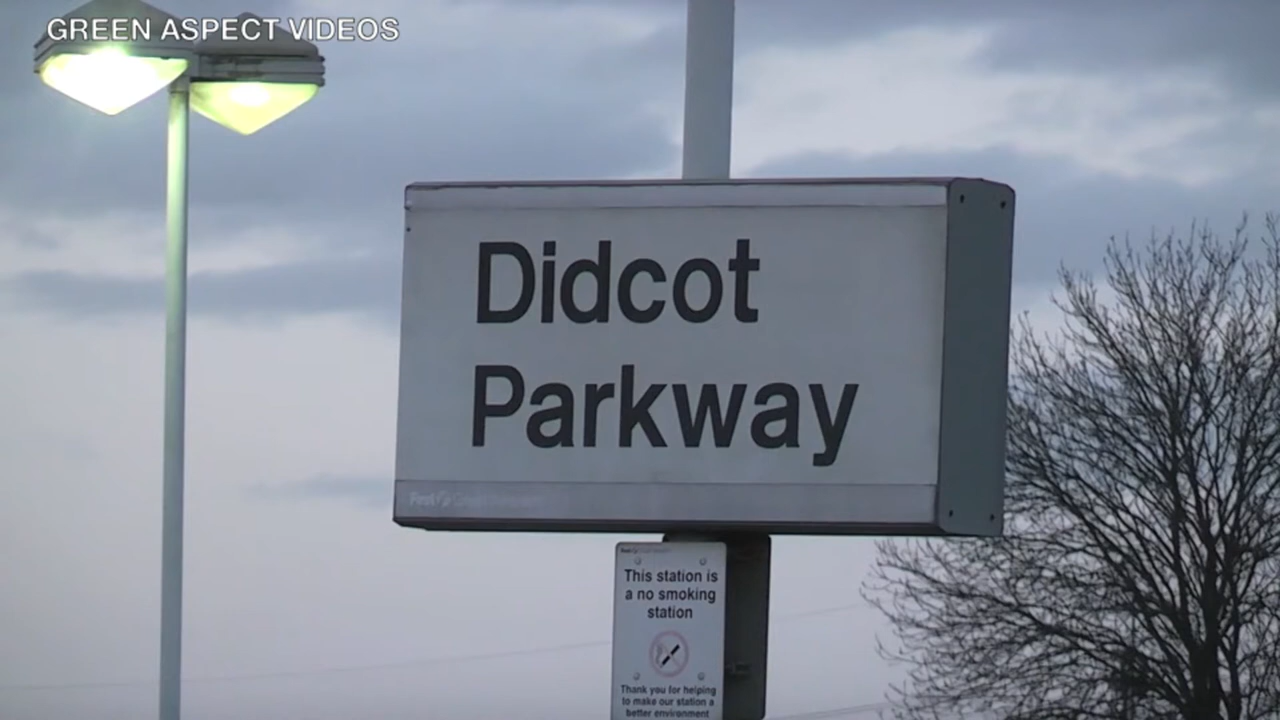 GREEN ASPECT VIDEOS
Didcot
Parkway
First
This station is
a no smoking
station
Thank you for helping
to make our station a
better environment